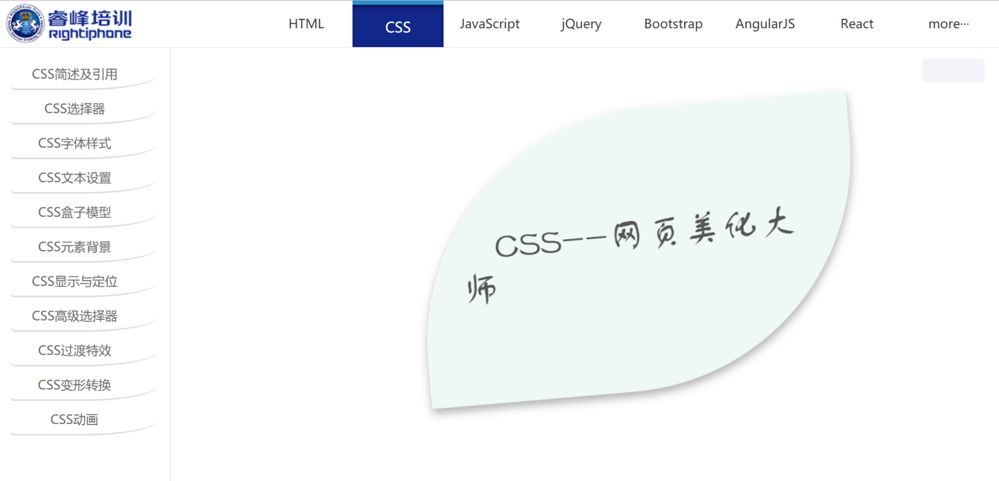 睿峰培训
Rightiphone
HTML
CSS
JavaScript
jQuery
Bootstrap
AngularJS
React
more···
CSS简述及引用
CSS选择器
CSS字体样式
CSS文本设置
CSS盒子模型
CSS元素背景
CSS显示与定位
CSS高级选择器
CSS过渡特效
CSS变形转换
CSS动画
CSS--网页美化大
师